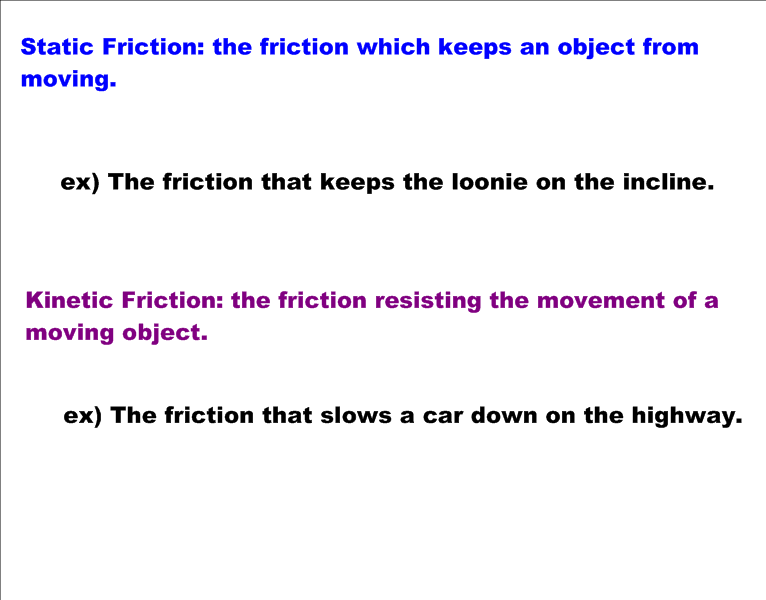 Static Friction: the friction which keeps an object from
moving.
ex) The friction that keeps the loonie on the incline.
Kinetic Friction: the friction resisting the movement of a
moving object.
ex) The friction that slows a car down on the highway.